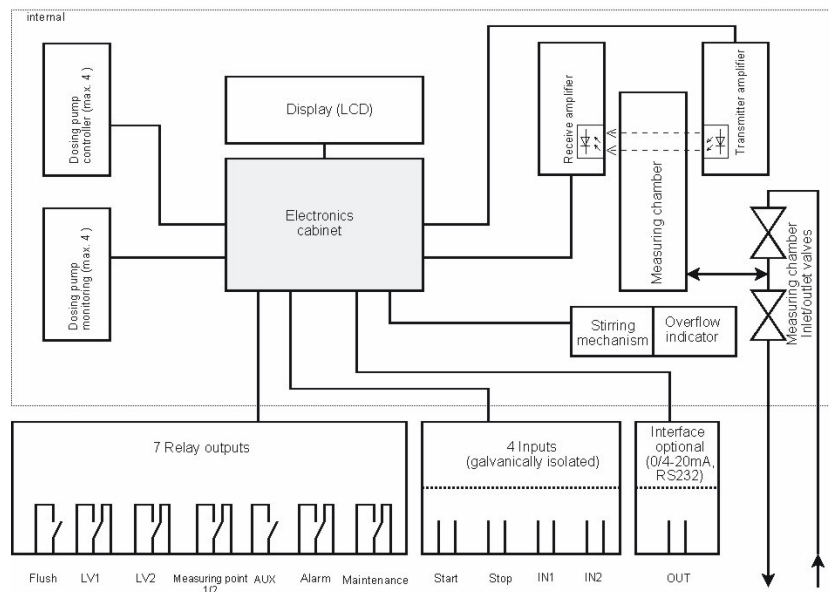 internal
Dosing pump
controller (max. 4 )
Display (LCD)
Receive amplifier
Transmitter amplifier
Measuring chamber
Electronics
cabinet
Dosing pump
monitoring (max. 4 )
Measuring chamber
Inlet/outlet valves
Stirring
mechanism
Overflow
indicator
7 Relay outputs
4 Inputs
(galvanically isolated)
Interface
optional
(0/4-20mA,
RS232)
Flush
LV1
LV2
Measuring point
1/2
AUX
Alarm
Maintenance
Start
Stop
IN1
IN2
OUT